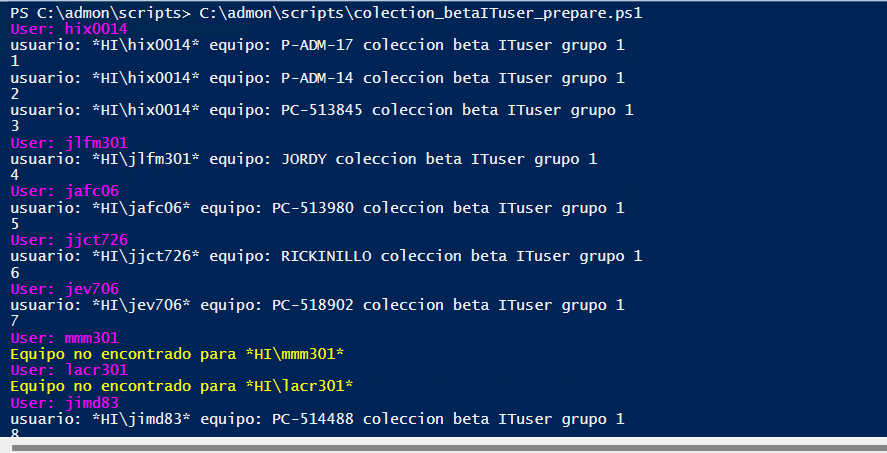 PS C:\admon\scripts> C:\admon\scripts\colection_betaITuser_prepare.ps1
User: hix0014
usuario: *HI\hix0014* equipo: P-ADM-17 coleccion beta ITuser grupo 1
1
usuario: *HI\hix0014* equipo: P-ADM-14 coleccion beta ITuser grupo 1
2
usuario: *HI\hix0014* equipo: PC-513845 coleccion beta ITuser grupo 1
3
User: jlfm301
usuario: *HI\jlfm301* equipo: JORDY coleccion beta ITuser grupo 1
4
User: jafc06
usuario: *HI\jafc06* equipo: PC-513980 coleccion beta ITuser grupo 1
5
User: jjct726
usuario: *HI\jjct726* equipo: RICKINILLO coleccion beta ITuser grupo 1
6
User: jev706
usuario: *HI\jev706* equipo: PC-518902 coleccion beta ITuser grupo 1
7
User: mmm301
Equipo no encontrado para *HI\mmm301*
User: lacr301
Equipo no encontrado para *HI\lacr301*
User: jimd83
usuario: *HI\jimd83* equipo: PC-514488 coleccion beta ITuser grupo 1
8